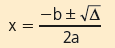 x = (−b ± √Δ) / 2a